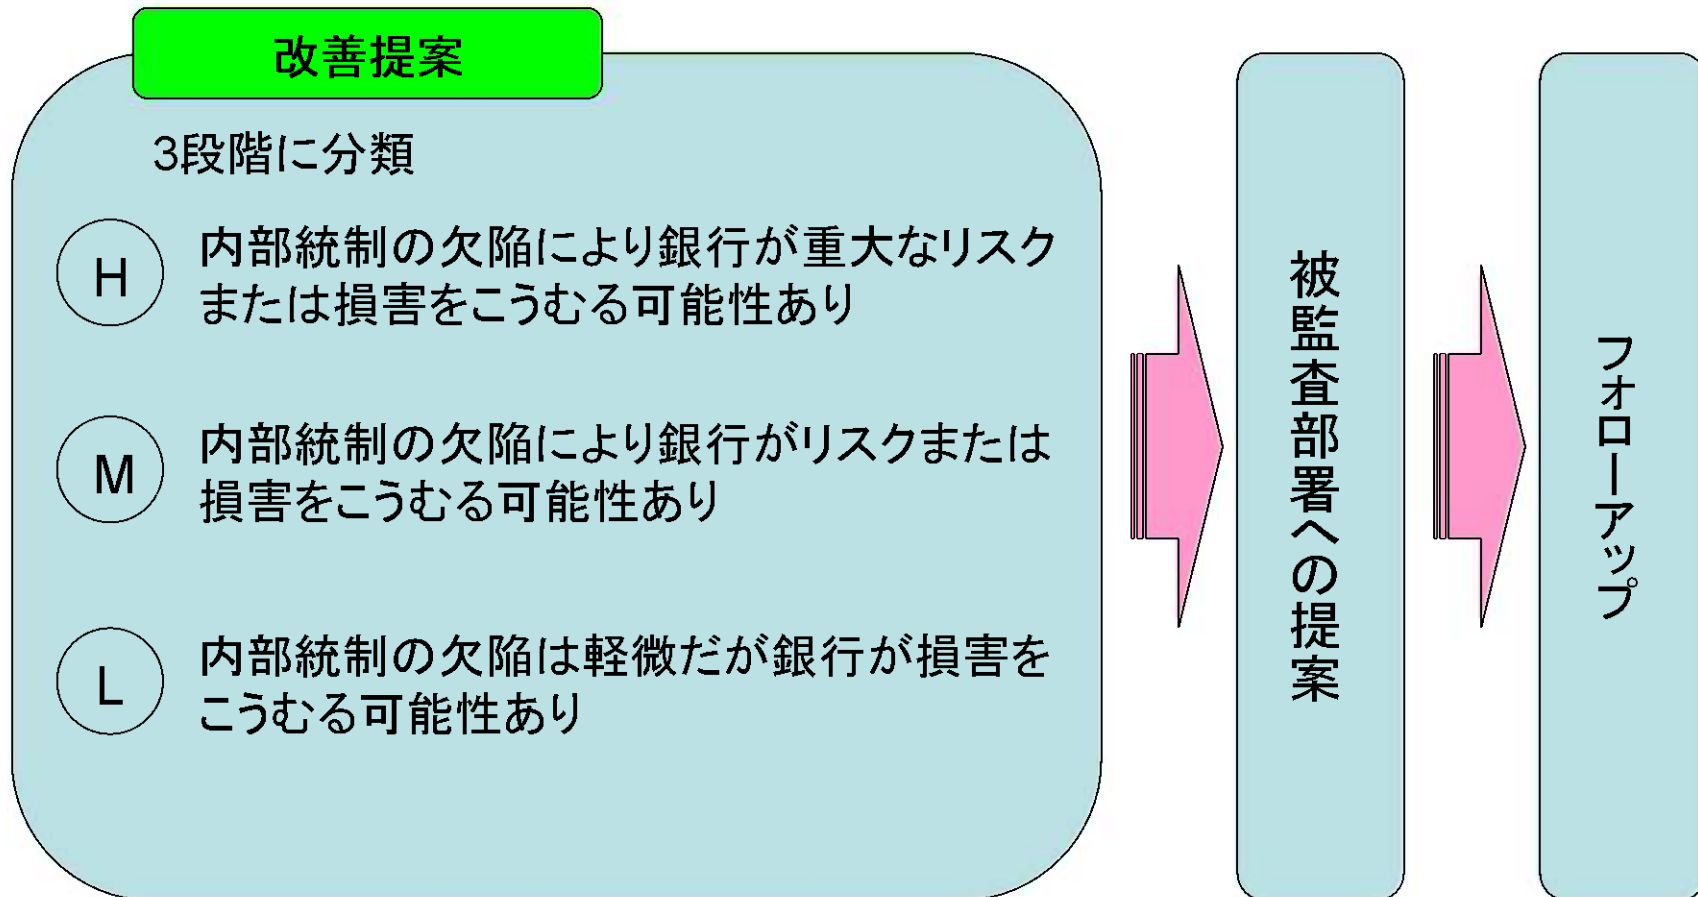 改善提案
3段階に分類
H
内部統制の欠陥により銀行が重大なリスク
または損害をこうむる可能性あり
M
内部統制の欠陥により銀行がリスクまたは
損害をこうむる可能性あり
L
内部統制の欠陥は軽微だが銀行が損害を
こうむる可能性あり
被監査部署への提案
フォローアップ